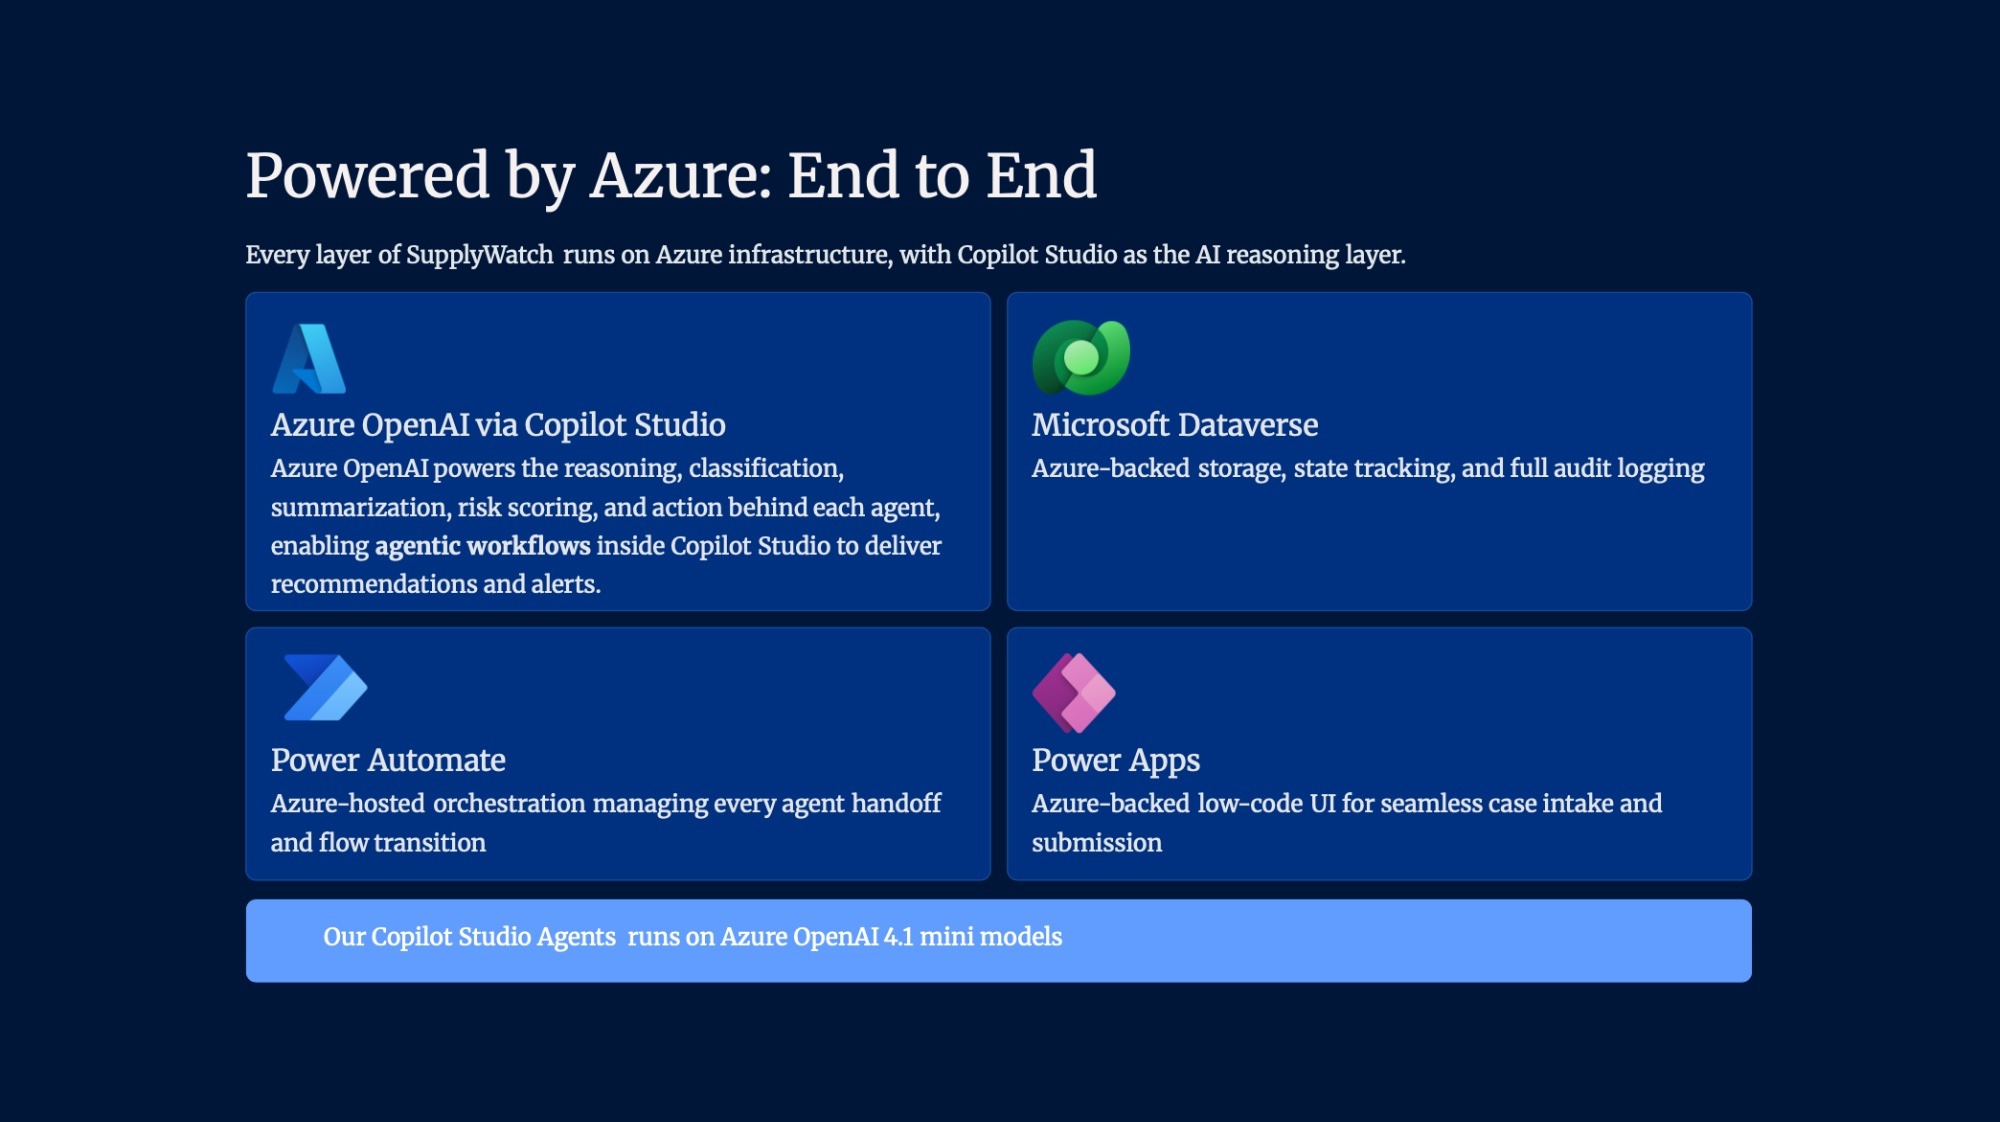 Powered by Azure: End to End
Every layer of SupplyWatch runs on Azure infrastructure, with Copilot Studio as the AI reasoning layer.
Azure OpenAI via Copilot Studio
Azure OpenAI powers the reasoning, classification,
summarization, risk scoring, and action behind each agent,
enabling agentic workflows inside Copilot Studio to deliver
recommendations and alerts.
Microsoft Dataverse
Azure-backed storage, state tracking, and full audit logging
Power Automate
Azure-hosted orchestration managing every agent handoff
and flow transition
Power Apps
Azure-backed low-code UI for seamless case intake and
submission
Our Copilot Studio Agents runs on Azure OpenAI 4.1 mini models